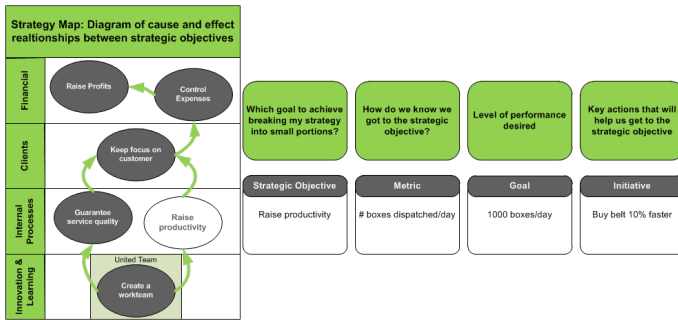 Strategy Map: Diagram of cause and effect
realtionships between strategic objectives
Financial
Raise Profits
Control
Expenses
Clients
Keep focus on
customer
Internal
Processes
Guarantee
service quality
Raise
productivity
Innovation &
Learning
United Team
Create a
workteam
Which goal to achieve
breaking my strategy
into small portions?
How do we know we
got to the strategic
objective?
Level of performance
desired
Key actions that will
help us get to the
strategic objective
Strategic Objective
Metric
Goal
Initiative
Raise productivity
# boxes dispatched/day
1000 boxes/day
Buy belt 10% faster